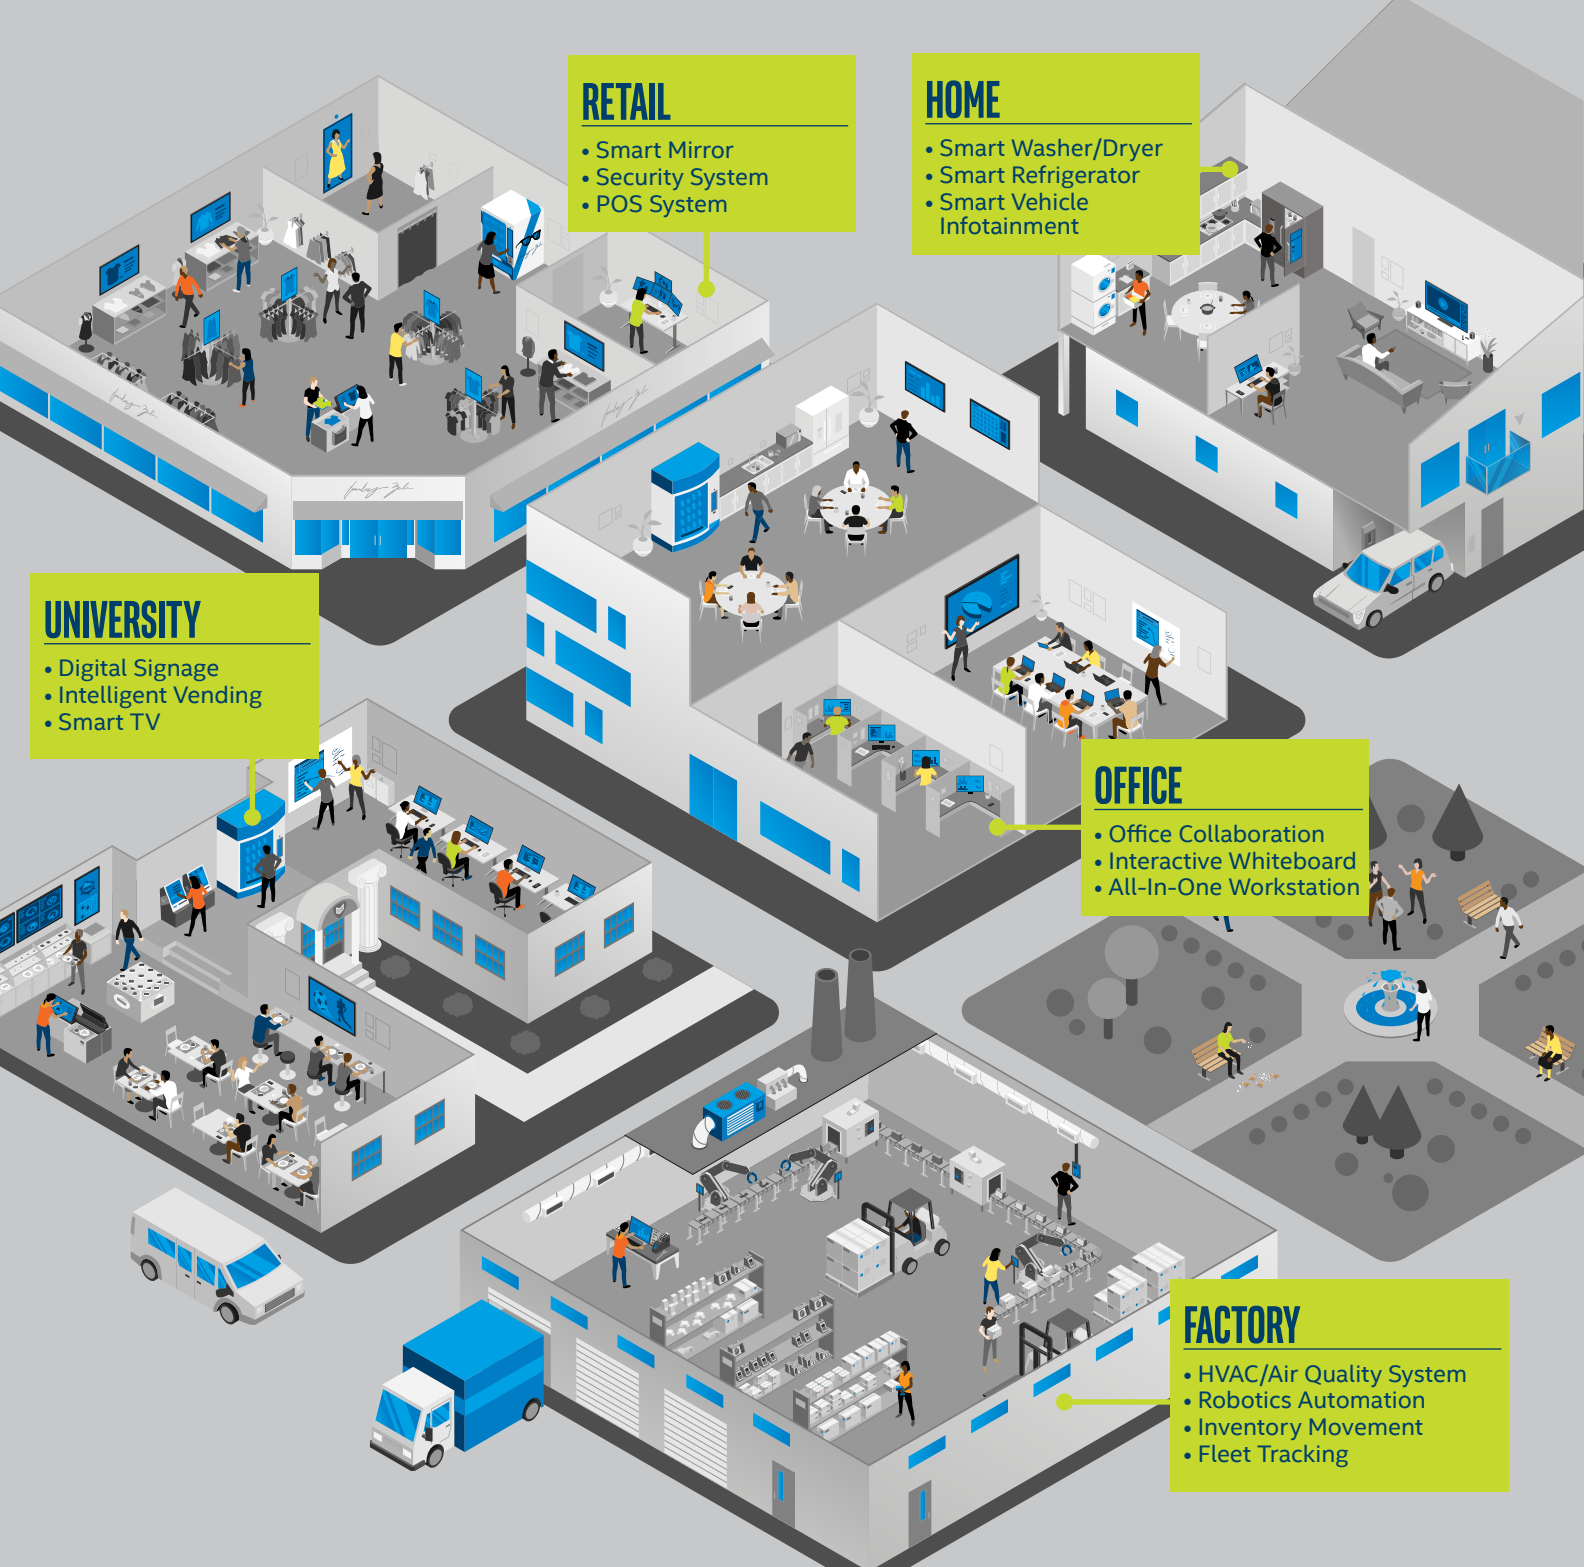 RETAIL
• Smart Mirror
• Security System
• POS System
HOME
• Smart Washer/Dryer
• Smart Refrigerator
• Smart Vehicle
Infotainment
UNIVERSITY
• Digital Signage
• Intelligent Vending
• Smart TV
OFFICE
• Office Collaboration
• Interactive Whiteboard
• All-In-One Workstation
FACTORY
• HVAC/Air Quality System
• Robotics Automation
• Inventory Movement
• Fleet Tracking